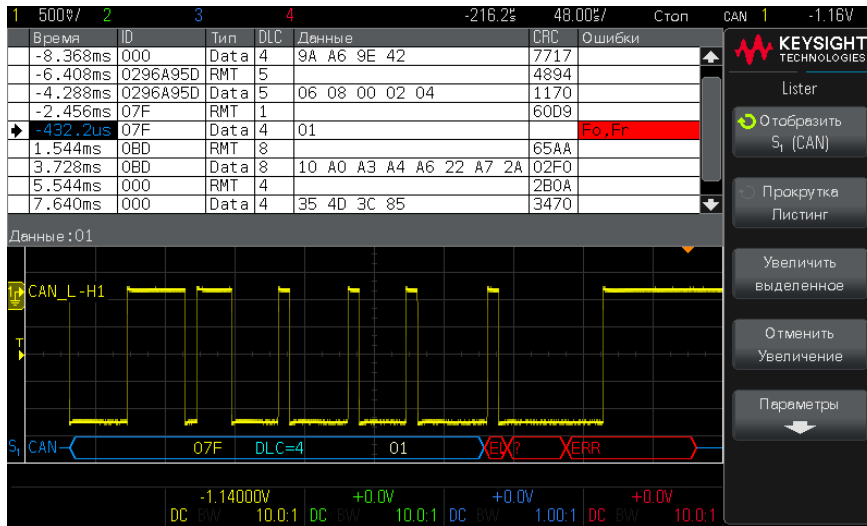 1 500♉/ 2 3 4 -216.2s 48.00s/ Стоп CAN 1 -1.16V
Время ID Тип DLC Данные CRC Ошибки
-8.368ms 000 Data 4 9A A6 9E 42 7717
-6.408ms 0296A95D RMT 5 4894
-4.288ms 0296A95D Data 5 06 08 00 02 04 1170
-2.456ms 07F RMT 1 60D9
-432.2us 07F Data 4 01 Fo,Fr
1.544ms 0BD RMT 8 65AA
3.728ms 0BD Data 8 10 A0 A3 A4 A6 22 A7 2A 02F0
5.544ms 000 RMT 4 2B0A
7.640ms 000 Data 4 35 4D 3C 85 3470
Данные:01
CAN_L-H1
T
S1 CAN 07F DLC=4 01 ? ERR
-1.14000V +0.0V +0.0V +0.0V
DC BW 10.0:1 DC BW 10.0:1 DC BW 1.00:1 DC BW 10.0:1
KEYSIGHT
TECHNOLOGIES
Lister
Отобразить
S1 (CAN)
Прокрутка
Листинг
Увеличить
выделенное
Отменить
Увеличение
Параметры